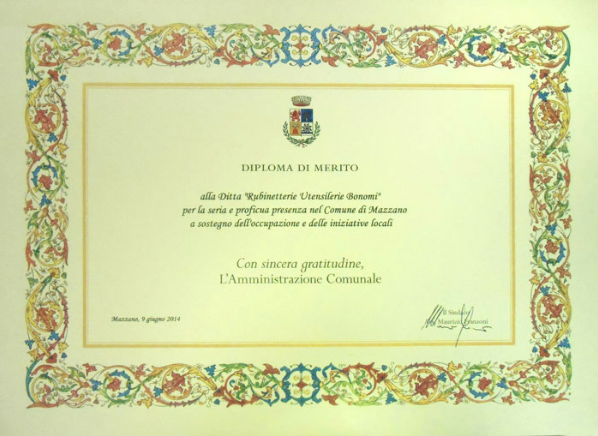 DIPLOMA DI MERITO
alla Ditta "Rubinetterie Utensilerie Bonomi"
per la seria e proficua presenza nel Comune di Mazzano
a sostegno dell'occupazione e delle iniziative locali
Con sincera gratitudine,
L'Amministrazione Comunale
Mazzano, 9 giugno 2014
Il Sindaco
Maurizio